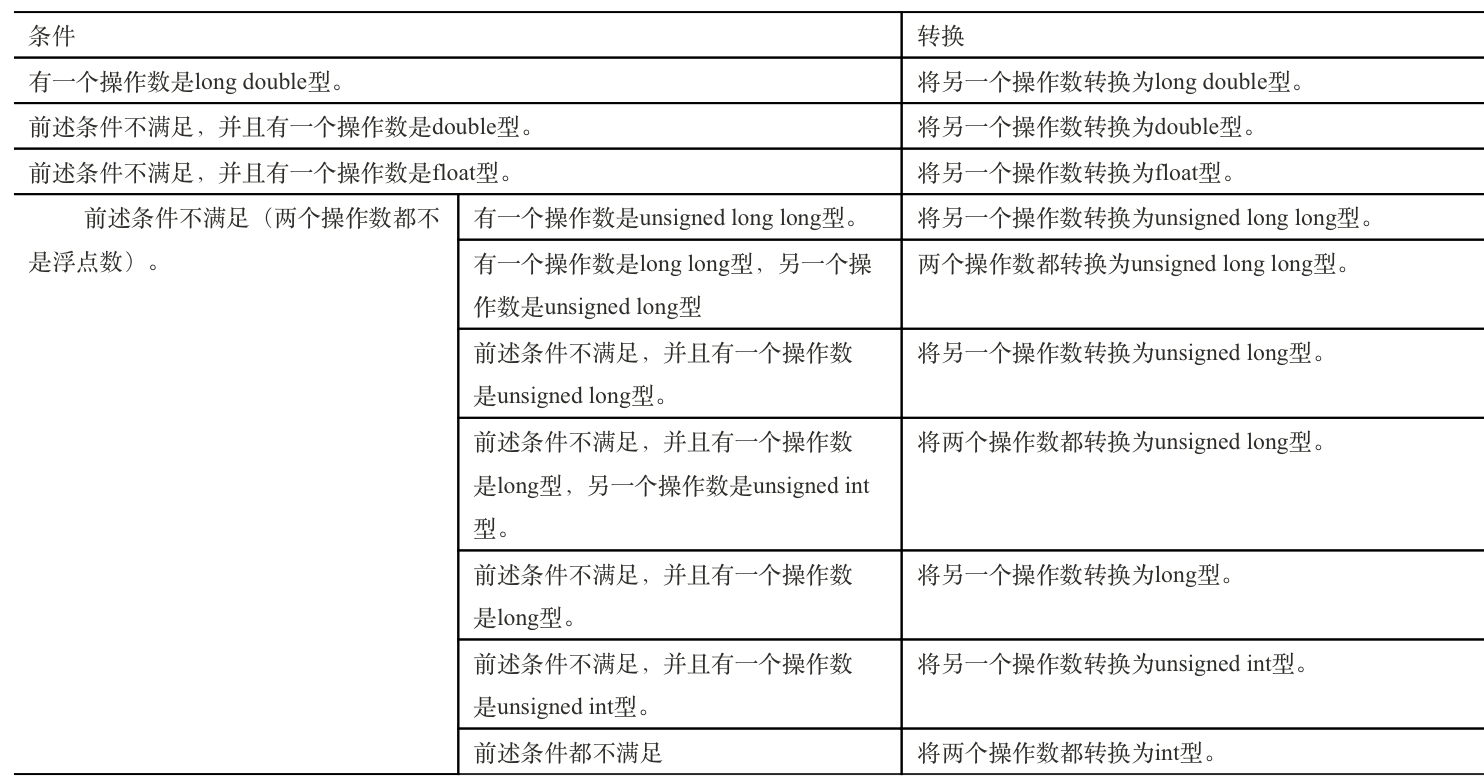 条件
转换
有一个操作数是long double型。
将另一个操作数转换为long double型。
前述条件不满足，并且有一个操作数是double型。
将另一个操作数转换为double型。
前述条件不满足，并且有一个操作数是float型。
将另一个操作数转换为float型。
前述条件不满足（两个操作数都不
是浮点数）。
有一个操作数是unsigned long long型。
将另一个操作数转换为unsigned long long型。
有一个操作数是long long型，另一个操
作数是unsigned long型
两个操作数都转换为unsigned long long型。
前述条件不满足，并且有一个操作数
是unsigned long型。
将另一个操作数转换为unsigned long型。
前述条件不满足，并且有一个操作数
是long型，另一个操作数是unsigned int
型。
将两个操作数都转换为unsigned long型。
前述条件不满足，并且有一个操作数
是long型。
将另一个操作数转换为long型。
前述条件不满足，并且有一个操作数
是unsigned int型。
将另一个操作数转换为unsigned int型。
前述条件都不满足
将两个操作数都转换为int型。